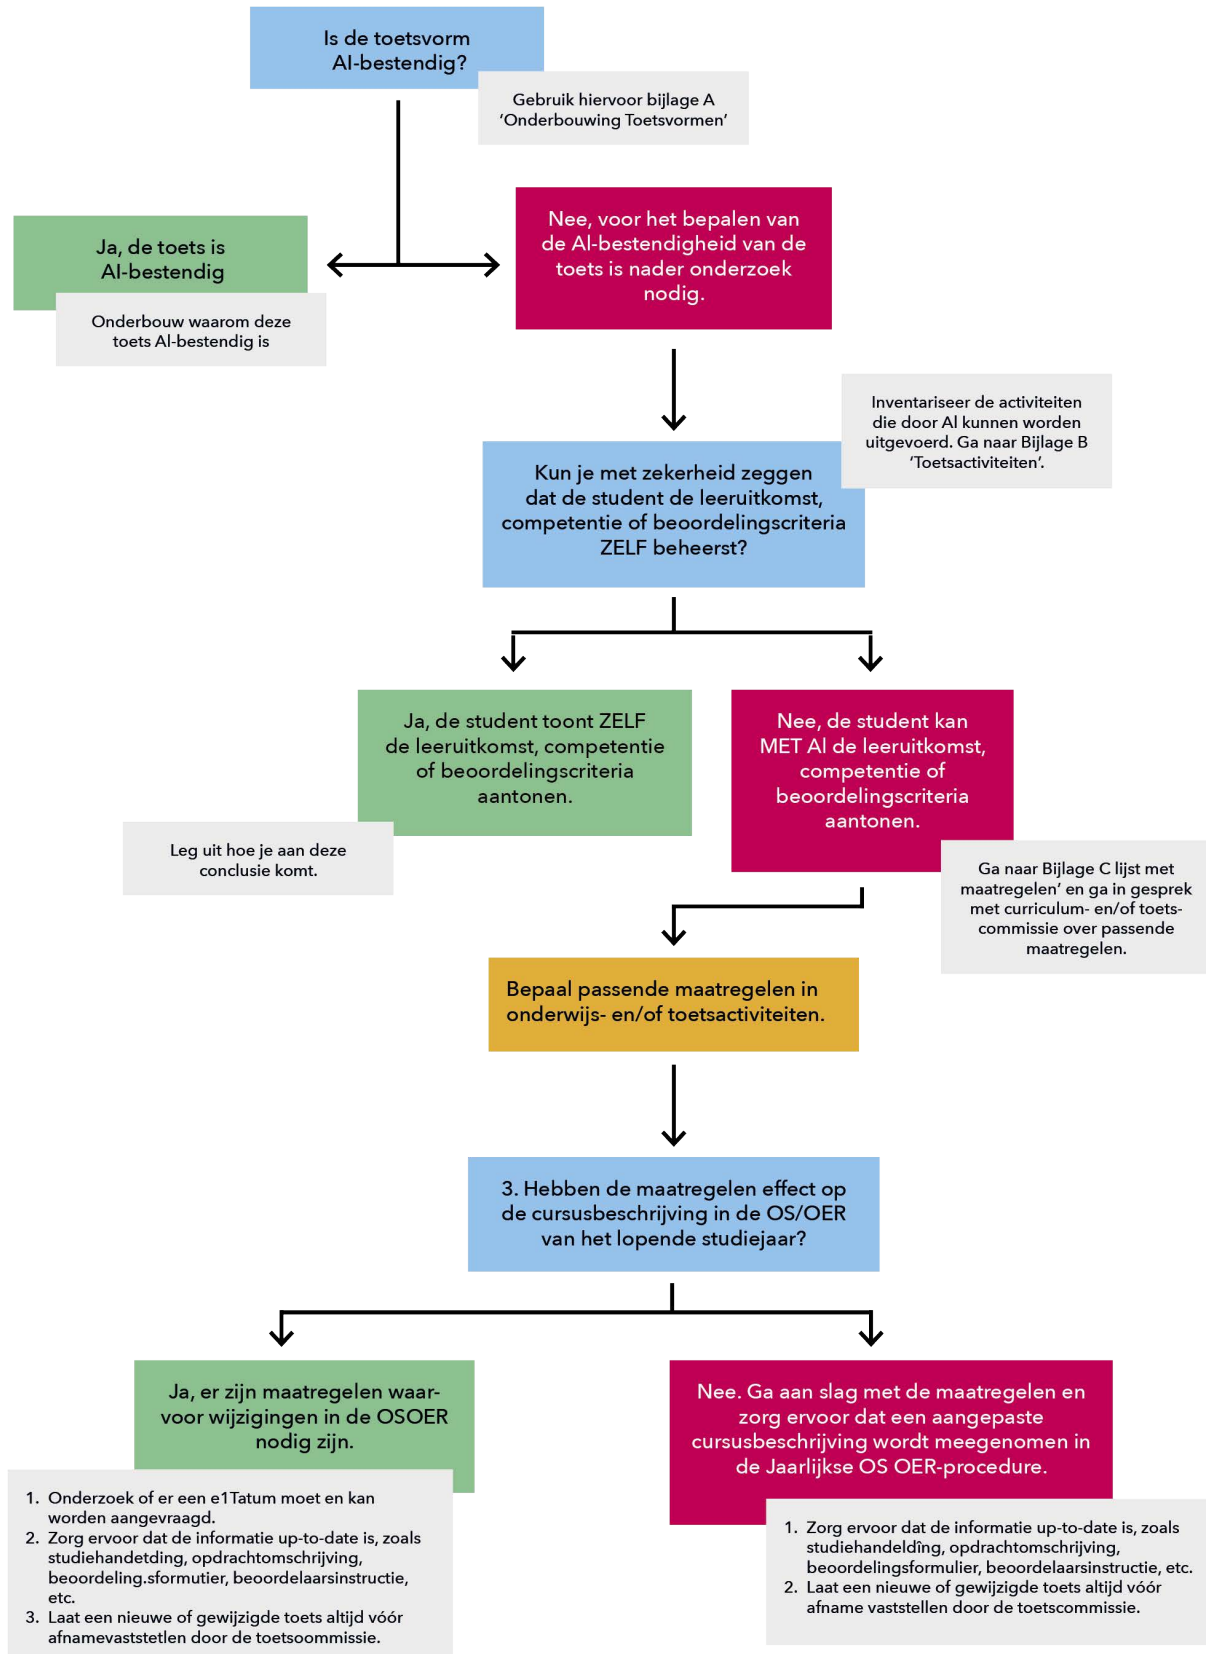 Is de toetsvorm
AI-bestendig?
Gebruik hiervoor bijlage A
‘Onderbouwing Toetsvormen’
Ja, de toets is
AI-bestendig
Onderbouw waarom deze
toets Al-bestendig is
Nee, voor het bepalen van
de Al-bestendigheid van de
toets is nader onderzoek
nodig.
Inventariseer de activiteiten
die door Al kunnen worden
uitgevoerd. Ga naar Bijlage B
‘Toetsactiviteiten’.
Kun je met zekerheid zeggen
dat de student de leeruitkomst,
competentie of beoordelingscriteria
ZELF beheerst?
Ja, de student toont ZELF
de leeruitkomst, competentie
of beoordelingscriteria
aantonen.
Leg uit hoe je aan deze
conclusie komt.
Nee, de student kan
MET Al de leeruitkomst,
competentie of
beoordelingscriteria
aantonen.
Ga naar Bijlage C lijst met
maatregelen’ en ga in gesprek
met curriculum- en/of toets-
commissie over passende
maatregelen.
Bepaal passende maatregelen in
onderwijs- en/of toetsactiviteiten.
3. Hebben de maatregelen effect op
de cursusbeschrijving in de OS/OER
van het lopende studiejaar?
Ja, er zijn maatregelen waar-
voor wijzigingen in de OSOER
nodig zijn.
1. Onderzoek of er een e1Tatum moet en kan
worden aangevraagd.
2. Zorg ervoor dat de informatie up-to-date is, zoals
studiehandetding, opdrachtomschrijving,
beoordeling.sformutier, beoordelaarsinstructie,
etc.
3. Laat een nieuwe of gewijzigde toets altijd vóór
afnamevaststetlen door de toetsoommissie.
Nee. Ga aan slag met de maatregelen en
zorg ervoor dat een aangepaste
cursusbeschrijving wordt meegenomen in
de Jaarlijkse OS OER-procedure.
1. Zorg ervoor dat de informatie up-to-date is, zoals
studiehandeldîng, opdrachtomschrijving,
beoordelingsformulier, beoordelaarsinstructie, etc.
2. Laat een nieuwe of gewijzigde toets altijd vóór
afname vaststellen door de toetscommissie.